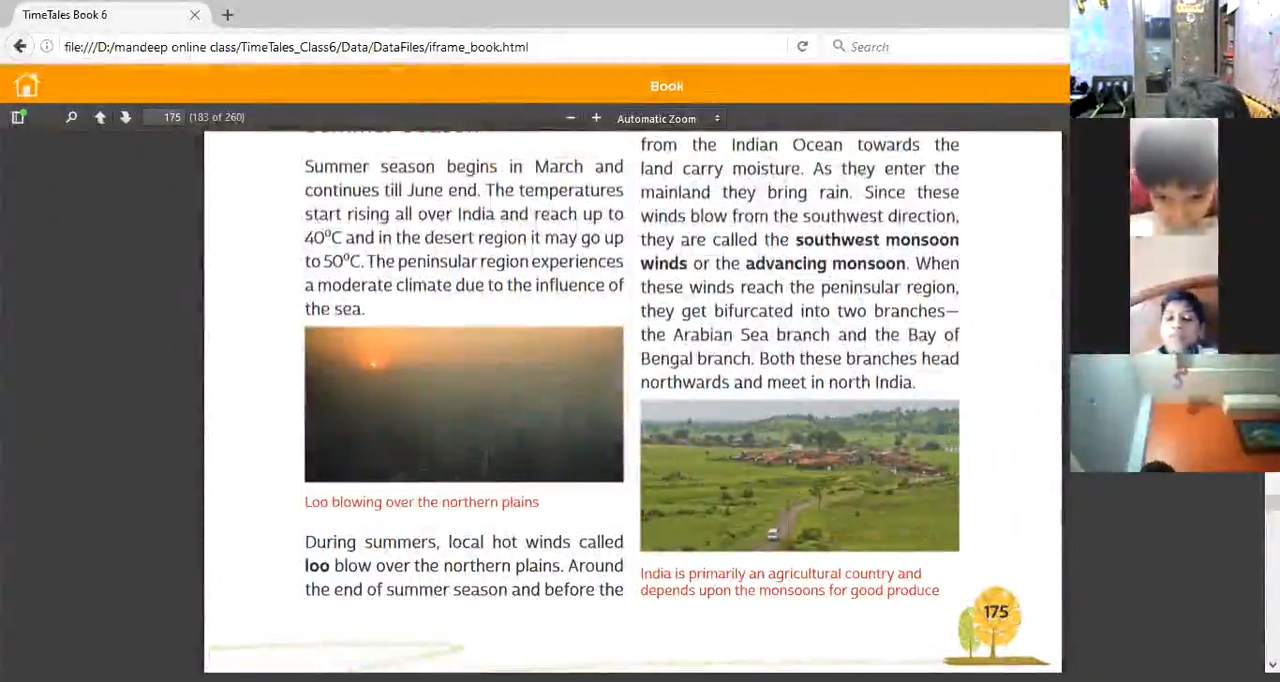 TimeTales Book 6
file:///D:/mandeep online class/TimeTales_Class6/Data/DataFiles/iframe_book.html
Search
Book
175 (183 of 260)
Automatic Zoom
Summer season begins in March and
continues till June end. The temperatures
start rising all over India and reach up to
40⁰C and in the desert region it may go up
to 50⁰C. The peninsular region experiences
a moderate climate due to the influence of
the sea.
Loo blowing over the northern plains
During summers, local hot winds called
loo blow over the northern plains. Around
the end of summer season and before the
from the Indian Ocean towards the
land carry moisture. As they enter the
mainland they bring rain. Since these
winds blow from the southwest direction,
they are called the southwest monsoon
winds or the advancing monsoon. When
these winds reach the peninsular region,
they get bifurcated into two branches—
the Arabian Sea branch and the Bay of
Bengal branch. Both these branches head
northwards and meet in north India.
India is primarily an agricultural country and
depends upon the monsoons for good produce
175